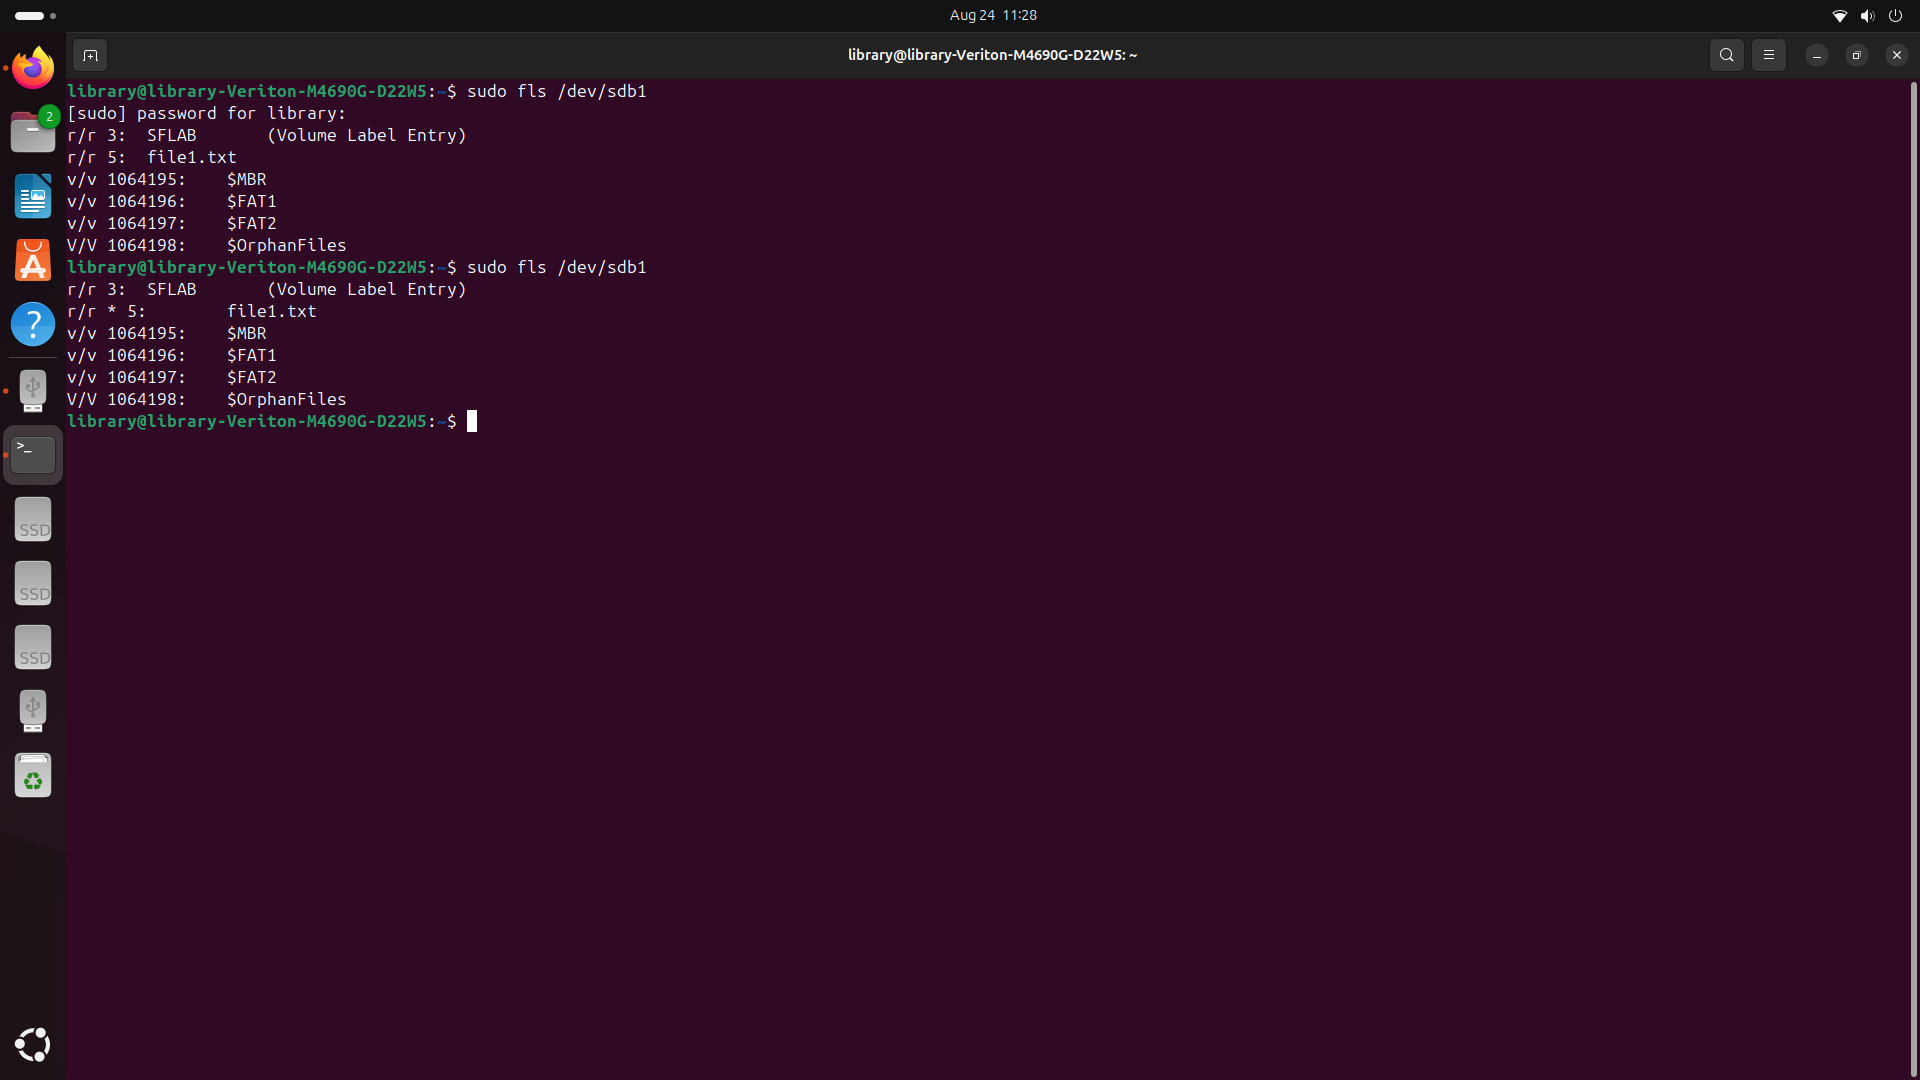 Aug 24 11:28
library@library-Veriton-M4690G-D22W5: ~
2
library@library-Veriton-M4690G-D22W5:~$ sudo fls /dev/sdb1
[sudo] password for library:
r/r 3:  SFLAB       (Volume Label Entry)
r/r 5:  file1.txt
v/v 1064195:    $MBR
v/v 1064196:    $FAT1
v/v 1064197:    $FAT2
V/V 1064198:    $OrphanFiles
library@library-Veriton-M4690G-D22W5:~$ sudo fls /dev/sdb1
r/r 3:  SFLAB       (Volume Label Entry)
r/r * 5:        file1.txt
v/v 1064195:    $MBR
v/v 1064196:    $FAT1
v/v 1064197:    $FAT2
V/V 1064198:    $OrphanFiles
library@library-Veriton-M4690G-D22W5:~$
A
?
>_
SSD
SSD
SSD